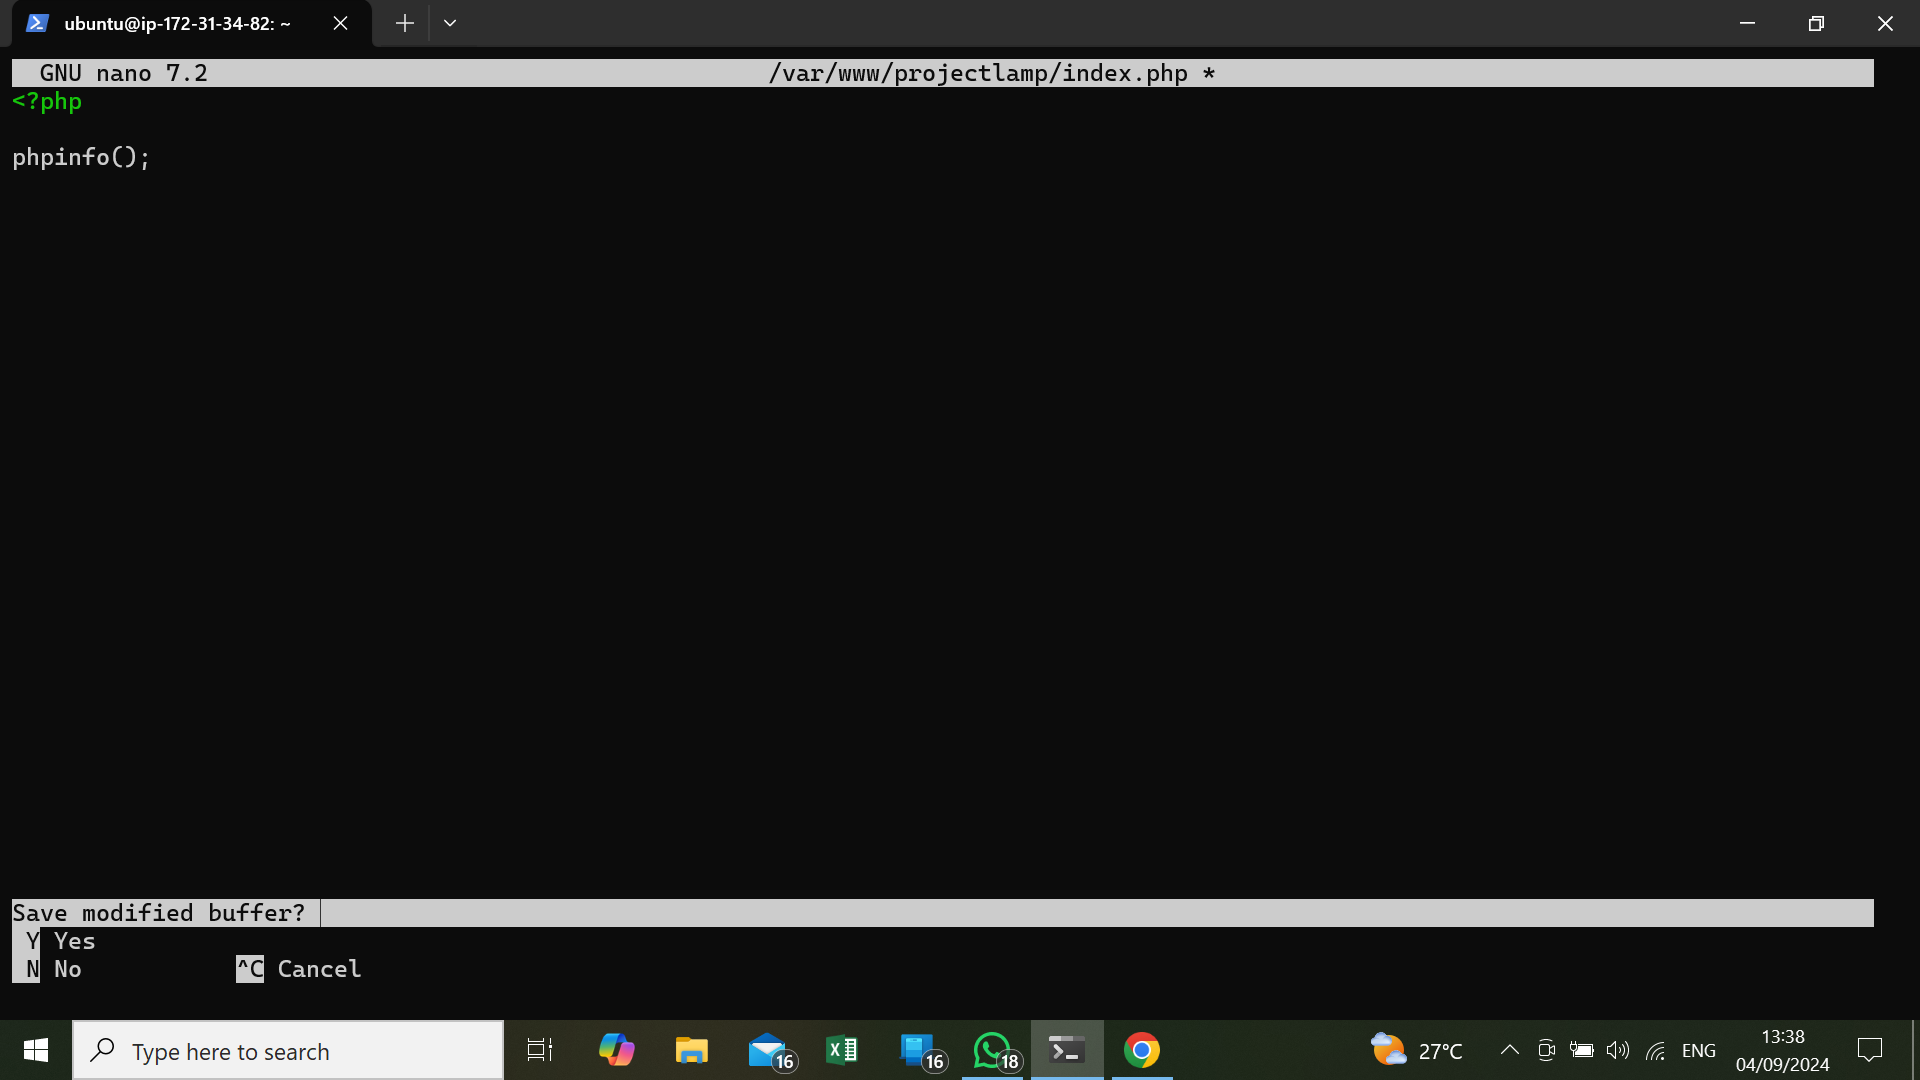 ubuntu@ip-172-31-34-82: ~
GNU nano 7.2 /var/www/projectlamp/index.php *
<?php
phpinfo();
Save modified buffer?
Y Yes
N No ^C Cancel
Type here to search
16
16
18
27°C
ENG
13:38
04/09/2024